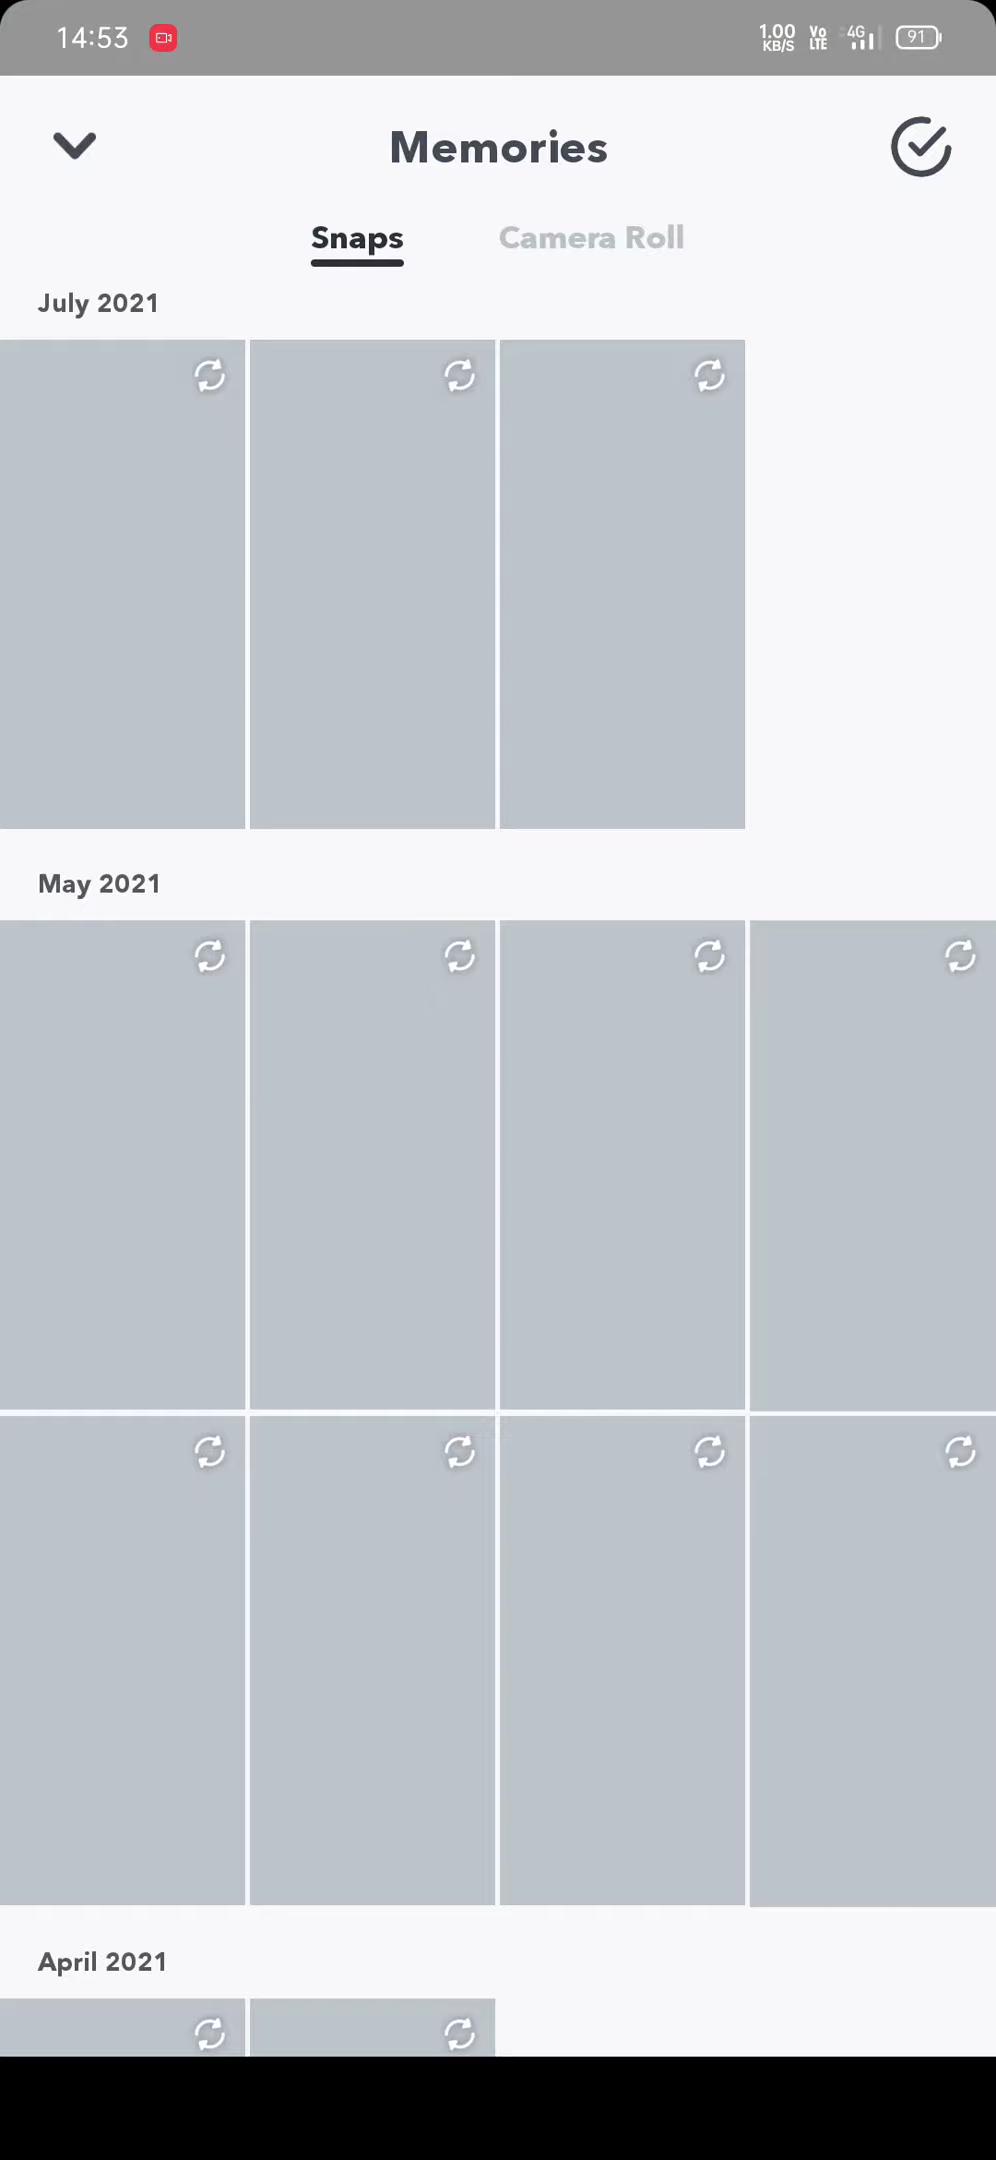 14:53
1.00 KB/S Vo LTE 4G 91
Memories
Snaps Camera Roll
July 2021
May 2021
April 2021